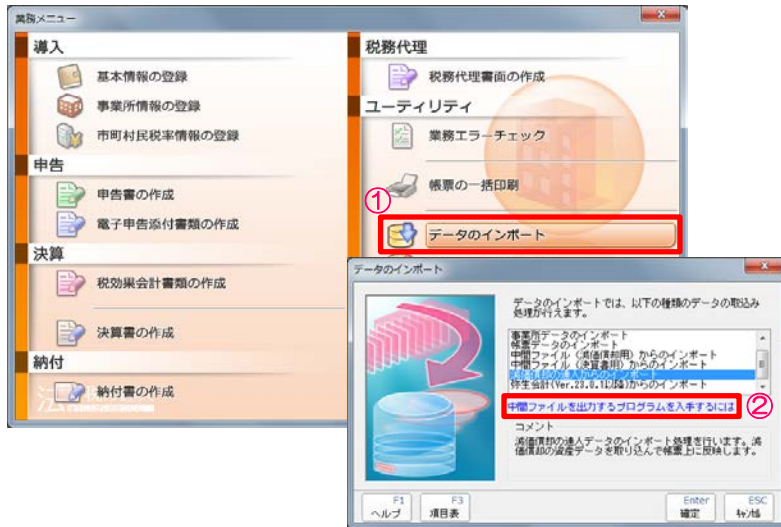 業務メニュー
導入
基本情報の登録
事業所情報の登録
市町村民税率情報の登録
申告
申告書の作成
電子申告添付書類の作成
決算
税効果会計書類の作成
決算書の作成
納付
納付書の作成
税務代理
税務代理書面の作成
ユーティリティ
業務エラーチェック
帳票の一括印刷
①
データのインポート
データのインポート
データのインポートでは、以下の種類のデータの取込み
処理が行えます。
事業所データのインポート
帳票データのインポート
中間ファイル（減価償却用）からのインポート
中間ファイル（決算書用）からのインポート
減価償却の達人からのインポート
弥生会計(Ver.23.0.1以降)からのインポート
中間ファイルを出力するプログラムを入手するには
②
コメント
減価償却の達人データのインポート処理を行います。減
価償却の資産データを取り込んで帳票上に反映します。
F1
ヘルプ
F3
項目表
Enter
確定
ESC
ｷｬﾝｾﾙ